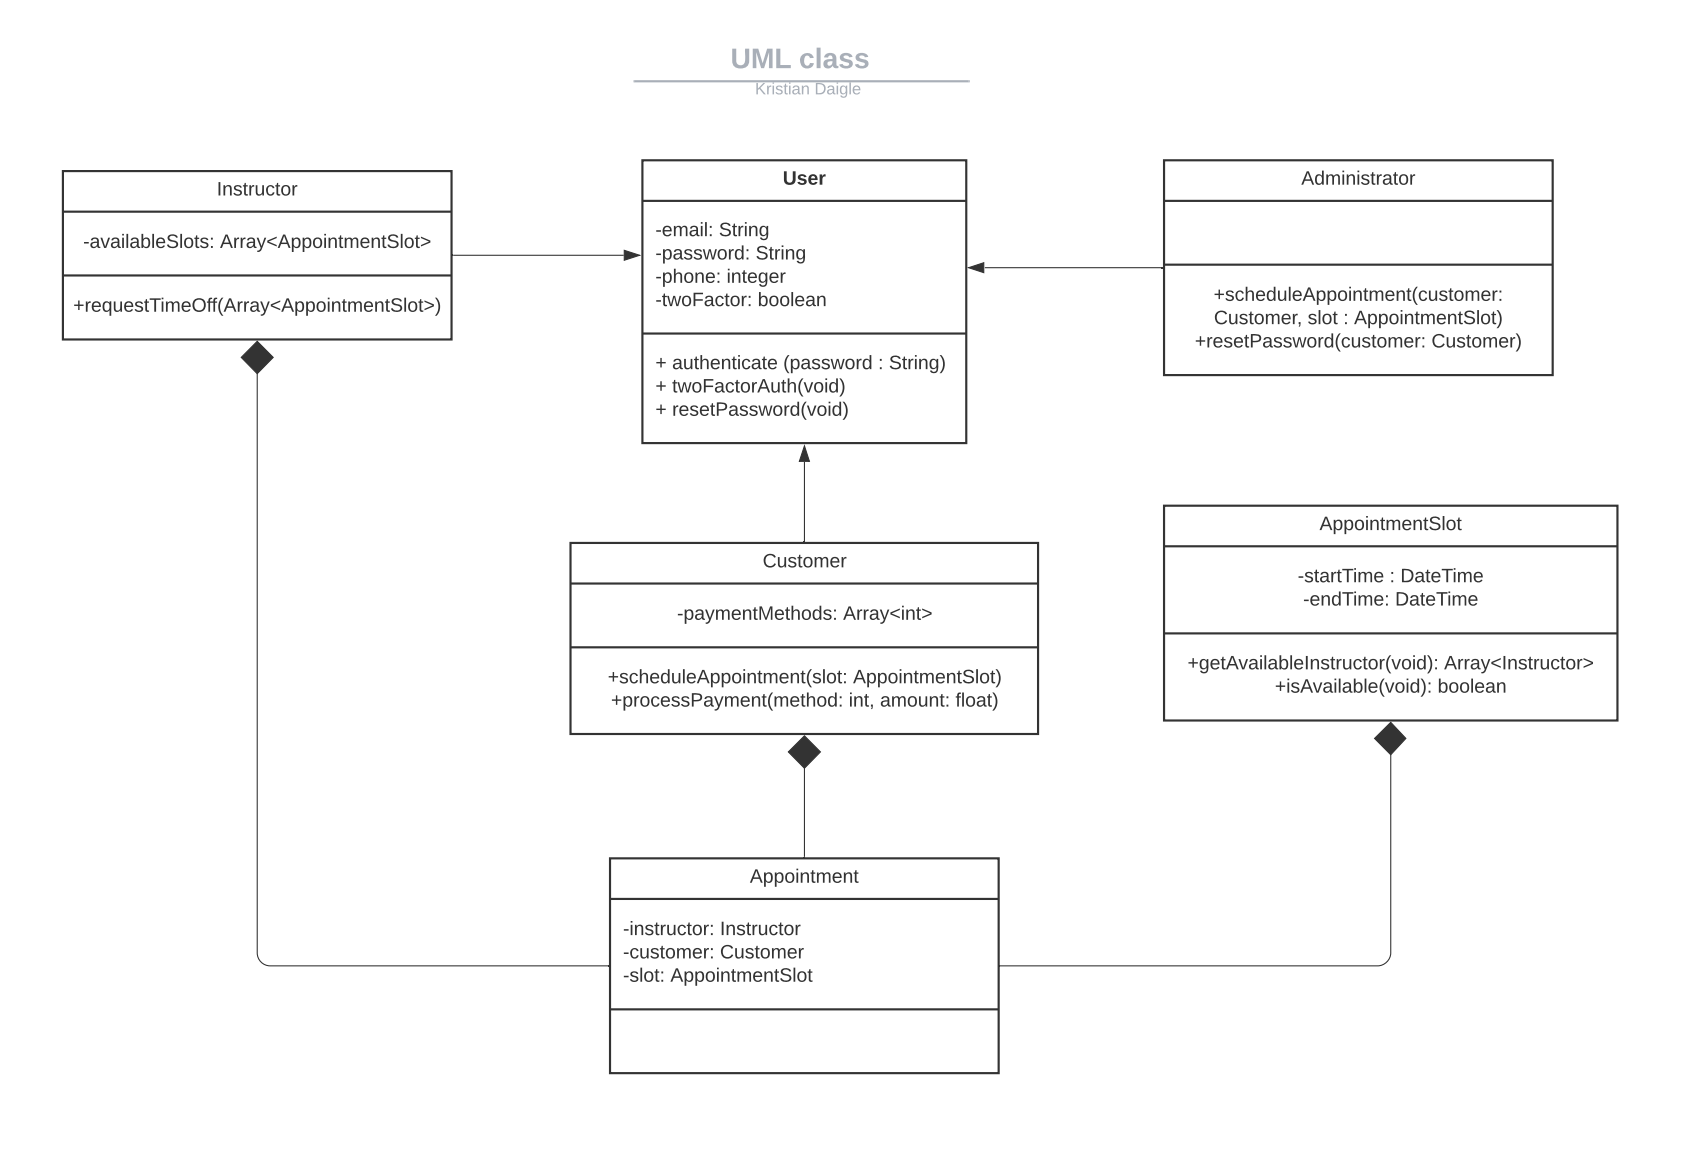 UML class
Kristian Daigle
Instructor
-availableSlots: Array<AppointmentSlot>
+requestTimeOff(Array<AppointmentSlot>)
User
-email: String
-password: String
-phone: integer
-twoFactor: boolean
+ authenticate (password : String)
+ twoFactorAuth(void)
+ resetPassword(void)
Administrator
+scheduleAppointment(customer:
Customer, slot : AppointmentSlot)
+resetPassword(customer: Customer)
Customer
-paymentMethods: Array<int>
+scheduleAppointment(slot: AppointmentSlot)
+processPayment(method: int, amount: float)
AppointmentSlot
-startTime : DateTime
-endTime: DateTime
+getAvailableInstructor(void): Array<Instructor>
+isAvailable(void): boolean
Appointment
-instructor: Instructor
-customer: Customer
-slot: AppointmentSlot